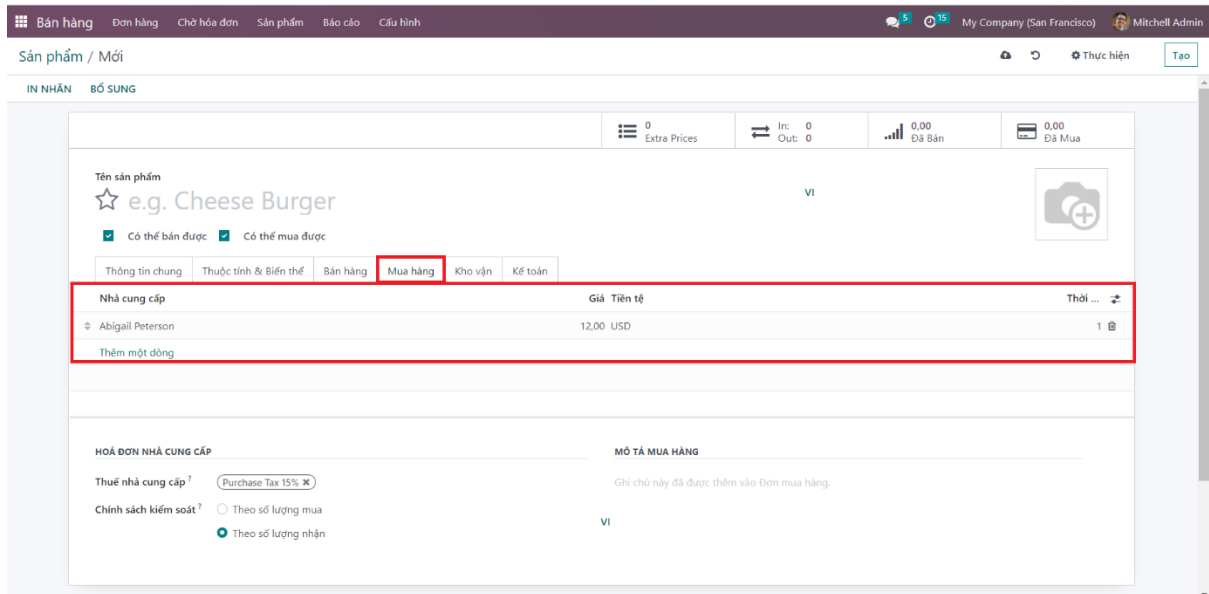 Bán hàng Đơn hàng Chờ hóa đơn Sản phẩm Báo cáo Cấu hình 5 15 My Company (San Francisco) Mitchell Admin
Sản phẩm / Mới Thực hiện Tạo
IN NHÃN BỔ SUNG
0 Extra Prices In: 0 Out: 0 0,00 Đã Bán 0,00 Đã Mua
Tên sản phẩm
e.g. Cheese Burger VI
Có thể bán được Có thể mua được
Thông tin chung Thuộc tính & Biến thể Bán hàng Mua hàng Kho vận Kế toán
Nhà cung cấp Giá Tiền tệ Thời ...
Abigail Peterson 12,00 USD 1
Thêm một dòng
HOÁ ĐƠN NHÀ CUNG CẤP MÔ TẢ MUA HÀNG
Thuế nhà cung cấp ? Purchase Tax 15% × Ghi chú này đã được thêm vào Đơn mua hàng.
Chính sách kiểm soát ? Theo số lượng mua
VI
Theo số lượng nhận